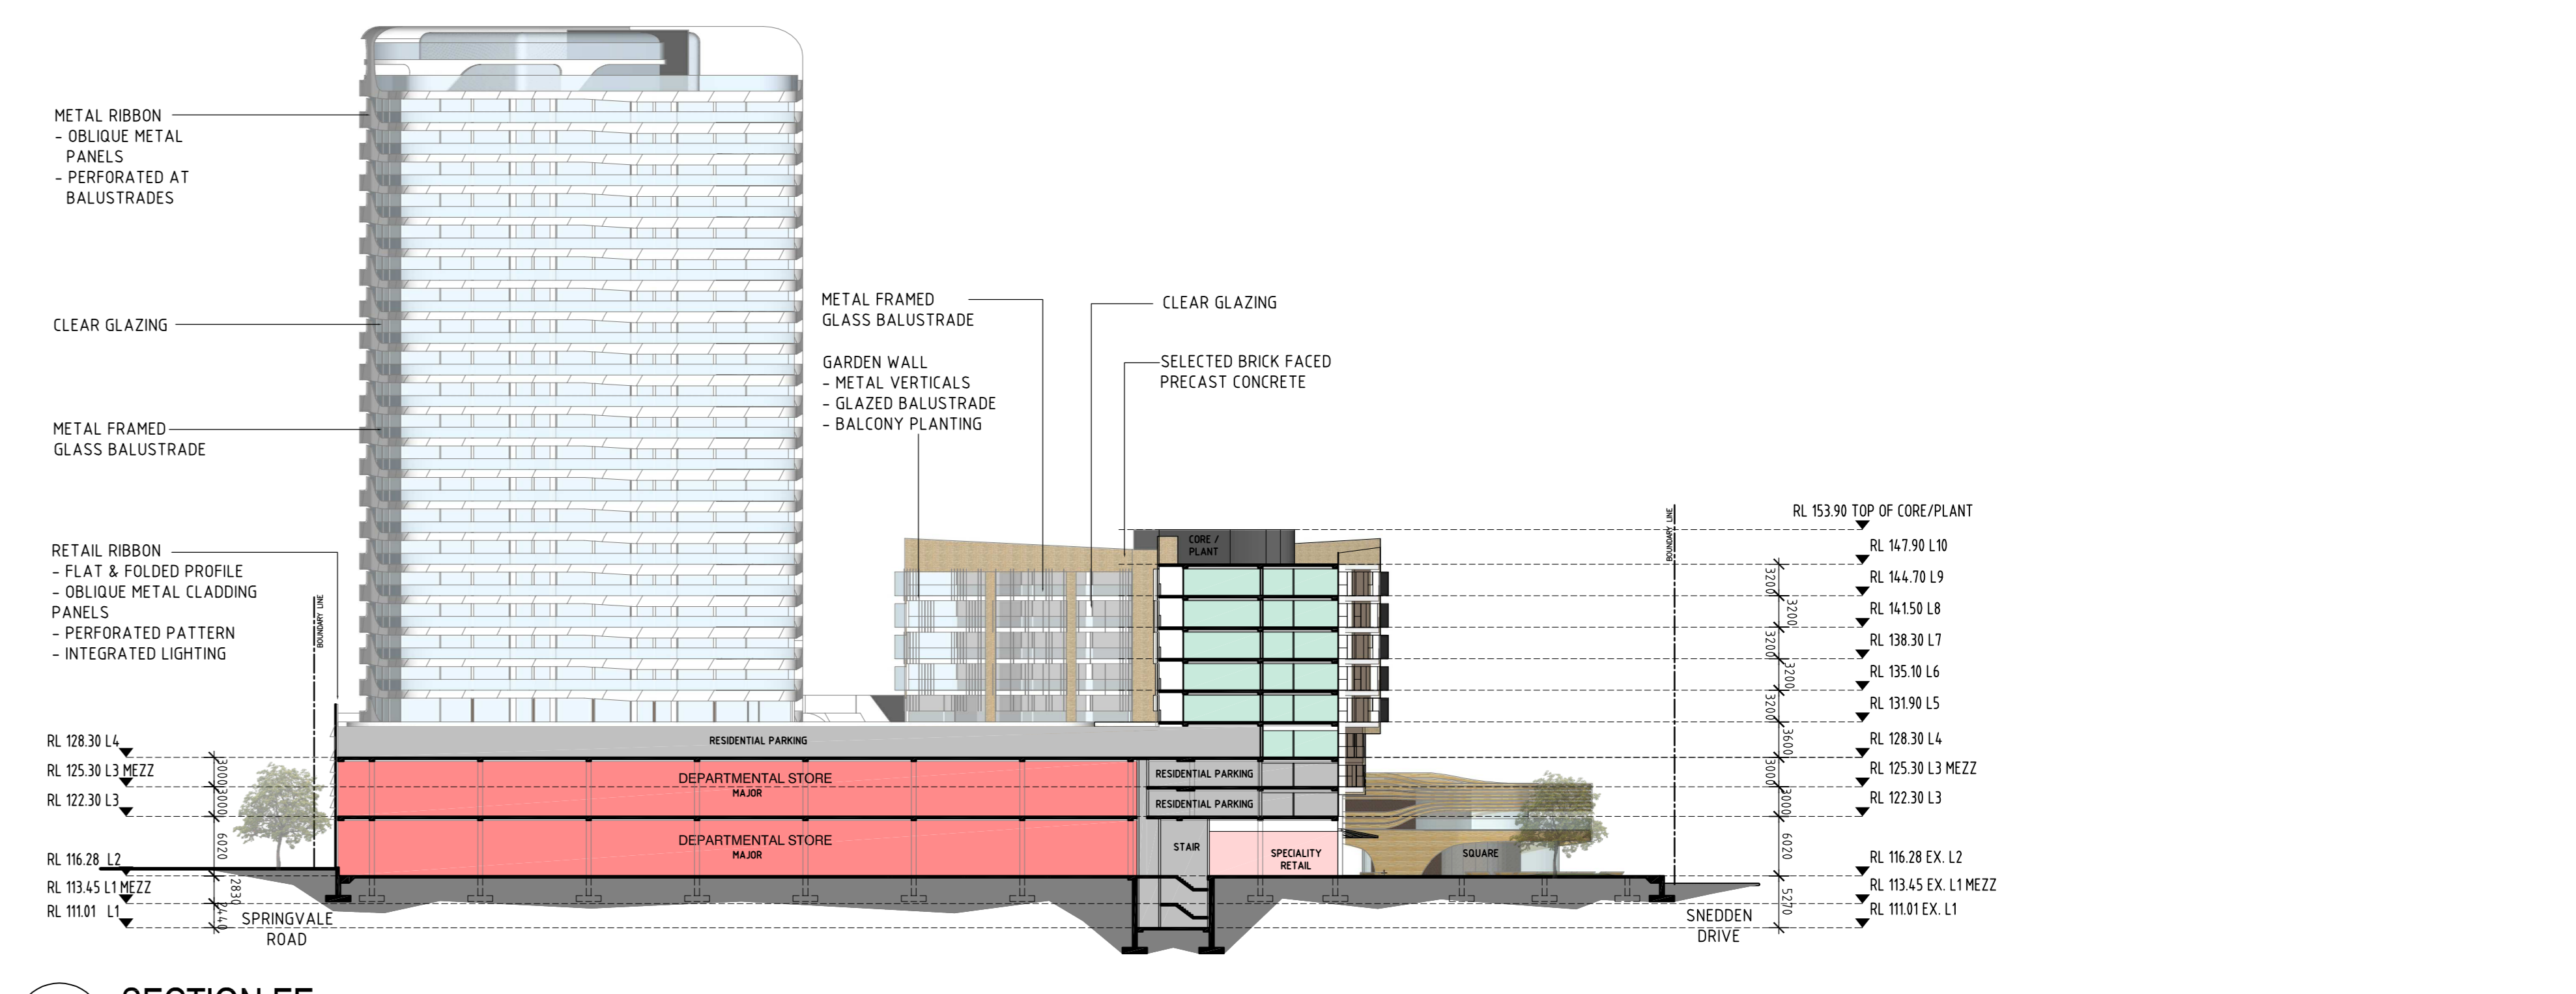 METAL RIBBON
- OBLIQUE METAL
PANELS
- PERFORATED AT
BALUSTRADES
CLEAR GLAZING
METAL FRAMED
GLASS BALUSTRADE
RETAIL RIBBON
- FLAT & FOLDED PROFILE
- OBLIQUE METAL CLADDING
PANELS
- PERFORATED PATTERN
- INTEGRATED LIGHTING
BOUNDARY LINE
METAL FRAMED
GLASS BALUSTRADE
GARDEN WALL
- METAL VERTICALS
- GLAZED BALUSTRADE
- BALCONY PLANTING
CLEAR GLAZING
SELECTED BRICK FACED
PRECAST CONCRETE
CORE /
PLANT
BOUNDARY LINE
RL 153.90 TOP OF CORE/PLANT
RL 147.90 L10
3200
RL 144.70 L9
3200
RL 141.50 L8
3200
RL 138.30 L7
3200
RL 135.10 L6
3200
RL 131.90 L5
3600
RL 128.30 L4
3000
RL 125.30 L3 MEZZ
3000
RL 122.30 L3
6020
RL 116.28 EX. L2
RL 113.45 EX. L1 MEZZ
5270
RL 111.01 EX. L1
RL 128.30 L4
3000
RL 125.30 L3 MEZZ
3000
RL 122.30 L3
6020
RL 116.28 L2
2830
RL 113.45 L1 MEZZ
2440
RL 111.01 L1
RESIDENTIAL PARKING
DEPARTMENTAL STORE
MAJOR
RESIDENTIAL PARKING
RESIDENTIAL PARKING
DEPARTMENTAL STORE
MAJOR
STAIR
SPECIALITY
RETAIL
SQUARE
SPRINGVALE
ROAD
SNEDDEN
DRIVE